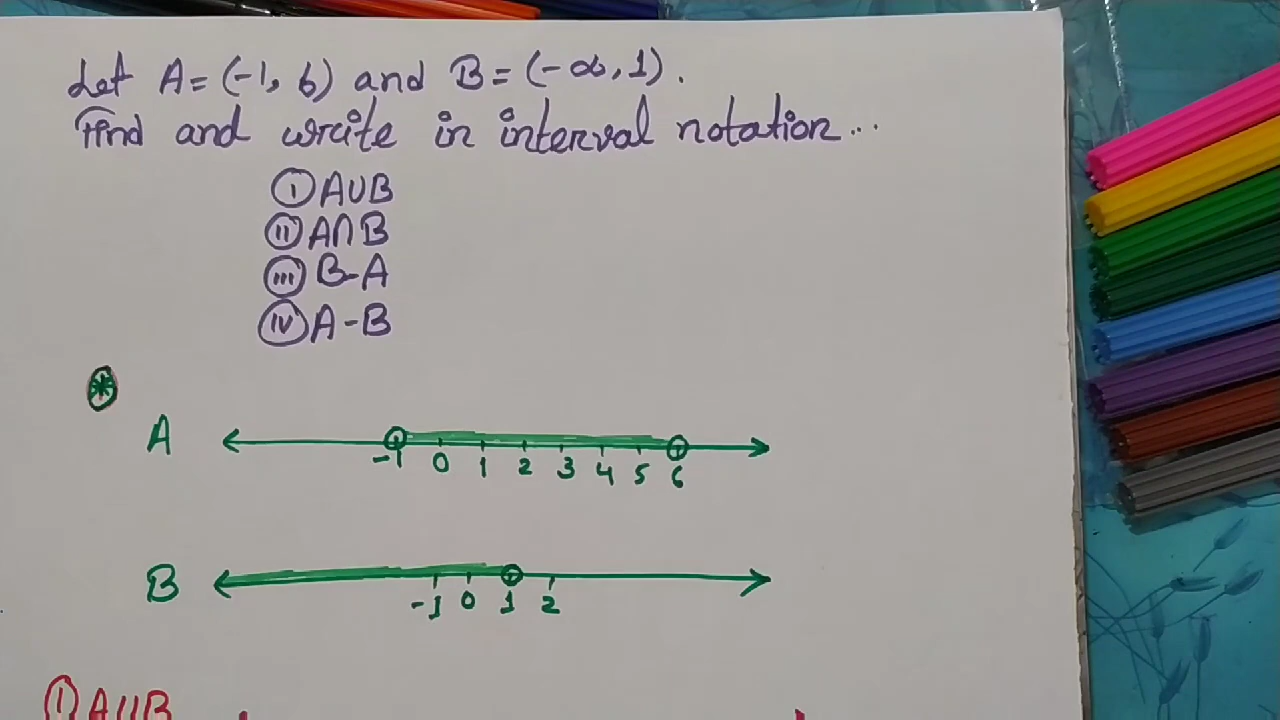 Let A = (-1, 6) and B = (-∞, 1).
Find and write in interval notation...
(i) A∪B
(ii) A∩B
(iii) B-A
(iv) A-B
*
A
-1 0 1 2 3 4 5 6
B
-1 0 1 2
(i) A∪B